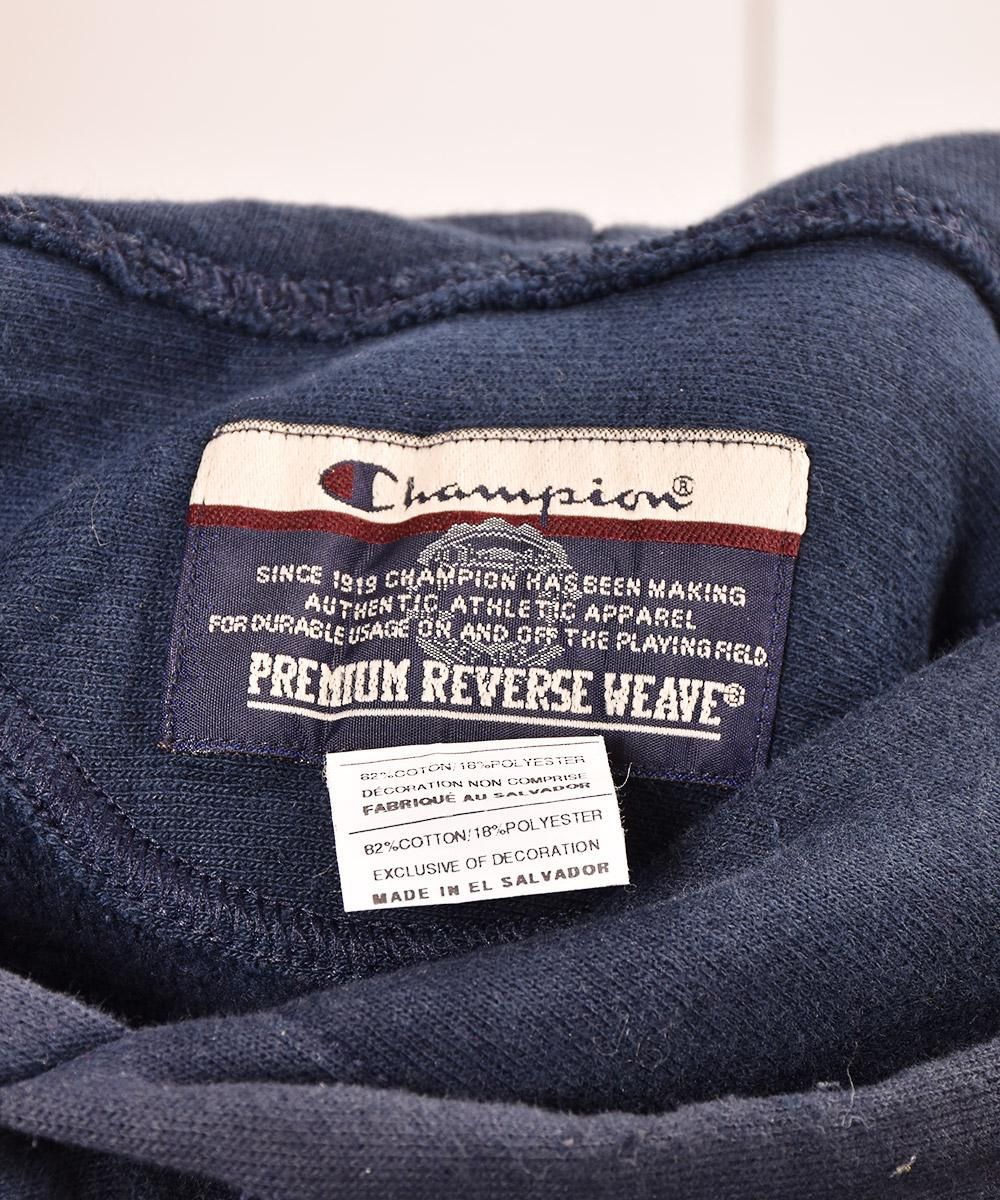 Champion®
SINCE 1919 CHAMPION HAS BEEN MAKING
AUTHENTIC ATHLETIC APPAREL
FOR DURABLE USAGE ON AND OFF THE PLAYING FIELD.
PREMIUM REVERSE WEAVE®
82%COTTON/18%POLYESTER
DÉCORATION NON COMPRISE
FABRIQUÉ AU SALVADOR
82%COTTON/18%POLYESTER
EXCLUSIVE OF DECORATION
MADE IN EL SALVADOR